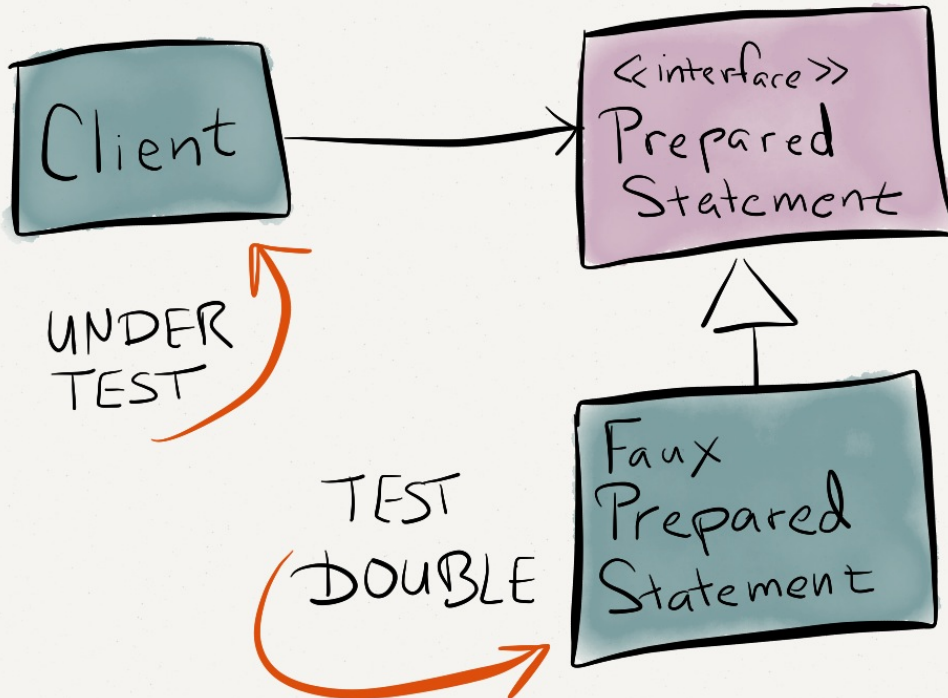 Client
<<interface>>
Prepared
Statement
UNDER
TEST
TEST
DOUBLE
Faux
Prepared
Statement